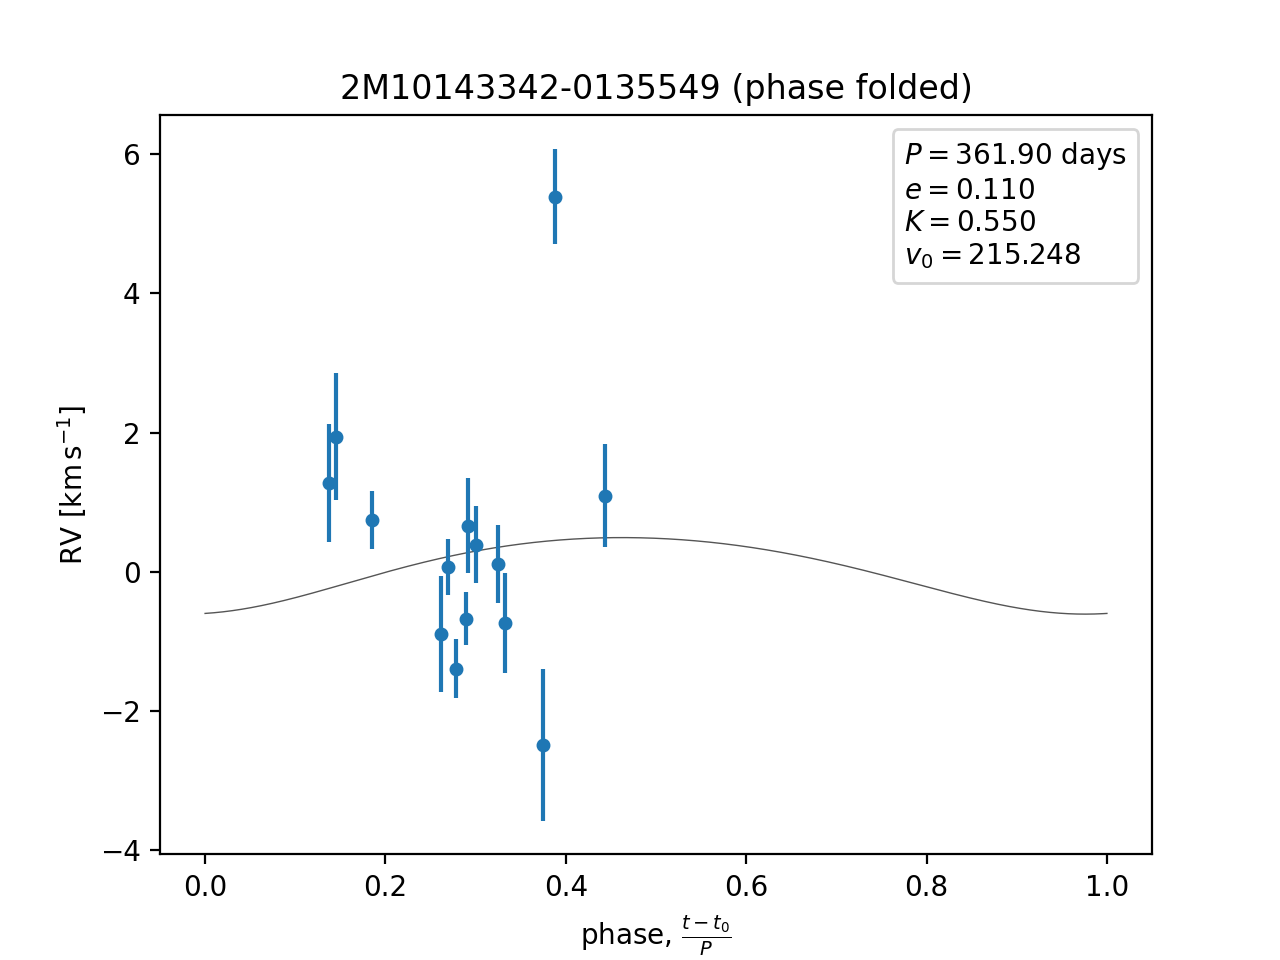 2M10143342-0135549 (phase folded)
P = 361.90 days
e = 0.110
K = 0.550
v₀ = 215.248
RV [km s⁻¹]
6
4
2
0
−2
−4
0.0 0.2 0.4 0.6 0.8 1.0
phase, (t − t₀)/P